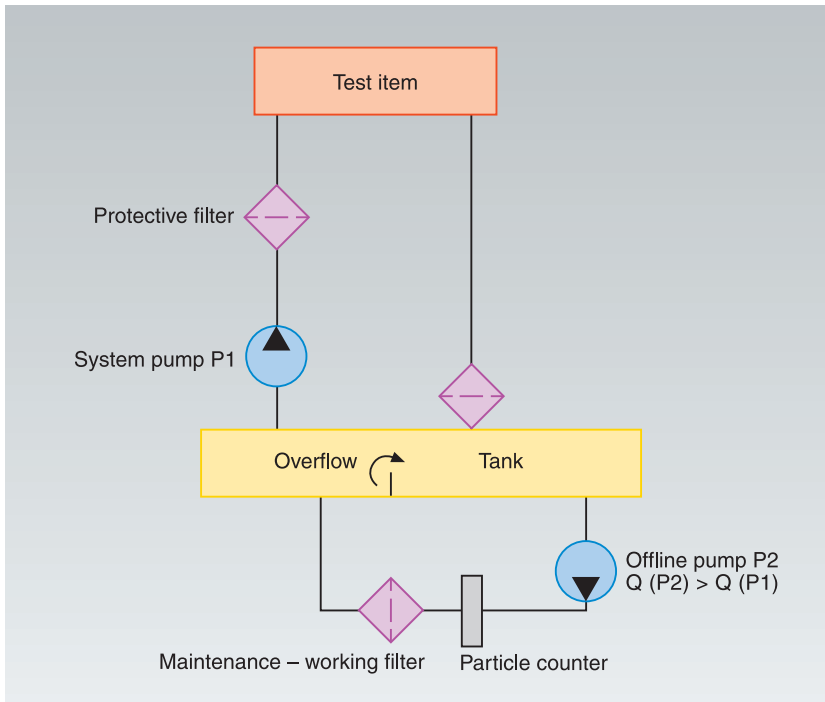 Test item
Protective filter
System pump P1
Overflow
Tank
Offline pump P2
Q (P2) > Q (P1)
Maintenance – working filter
Particle counter